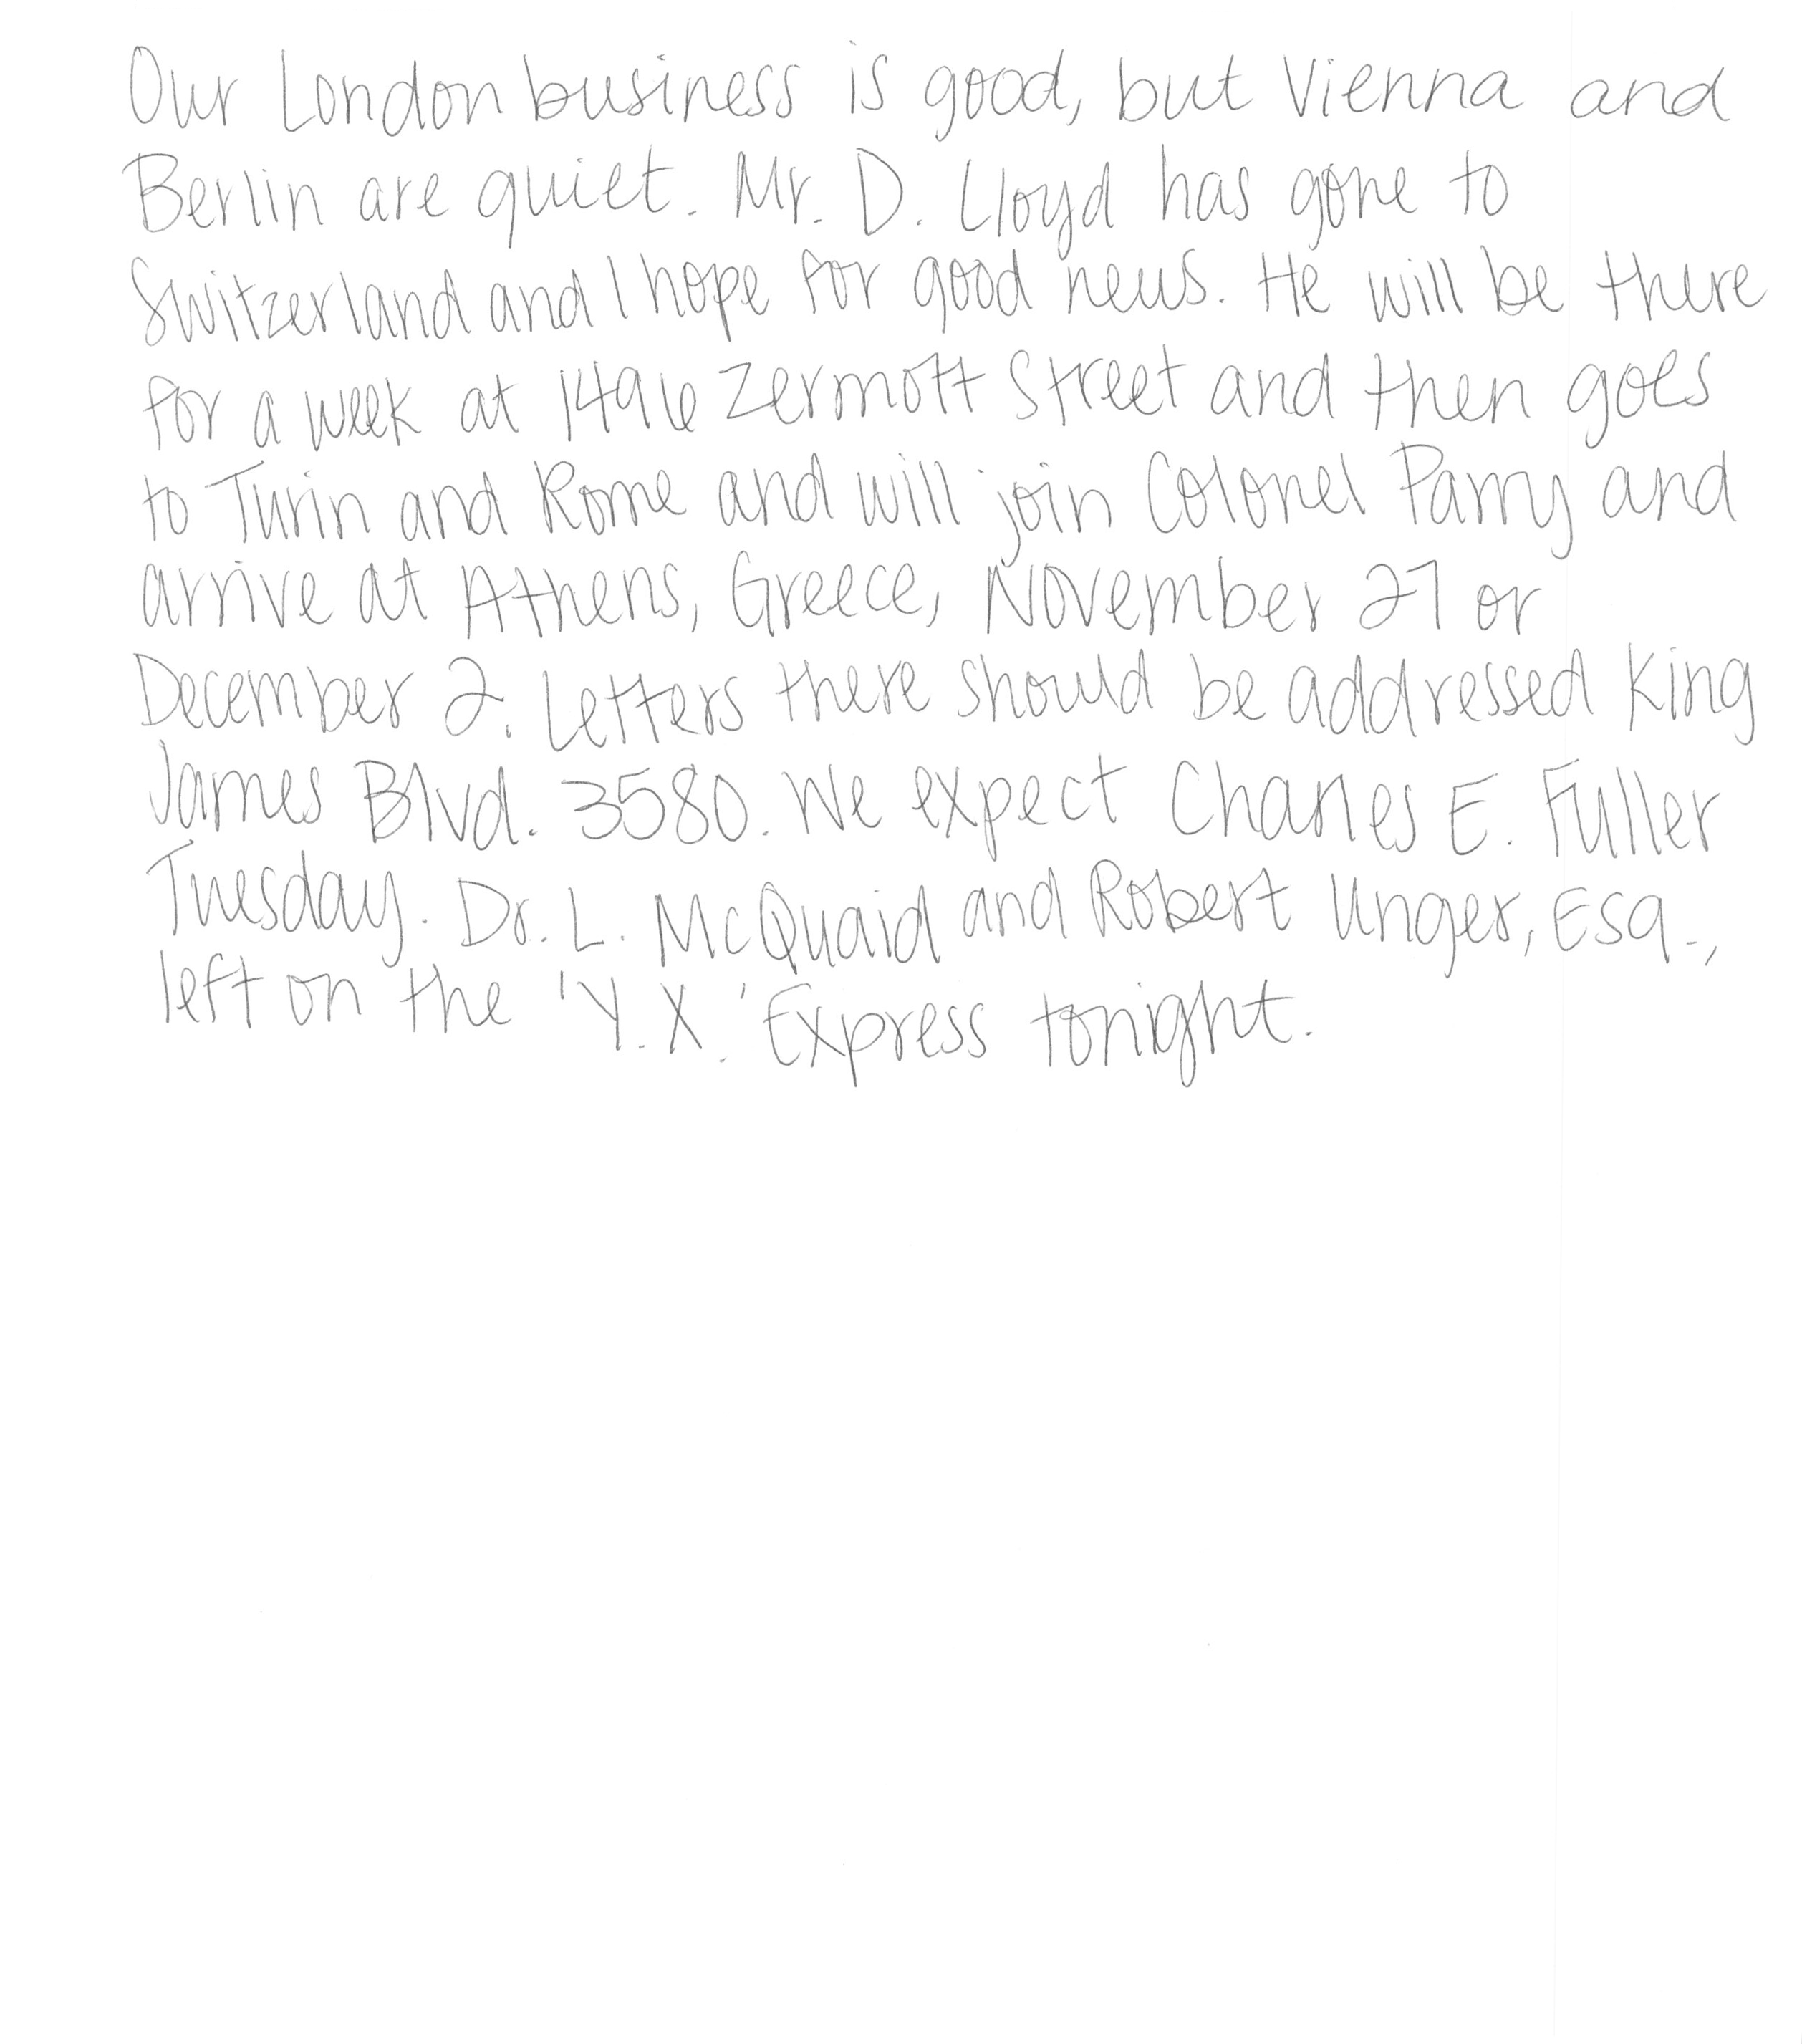 Our London business is good, but Vienna and
Berlin are quiet. Mr. D. Lloyd has gone to
Switzerland and I hope for good news. He will be there
for a week at 1496 Zermott Street and then goes
to Turin and Rome and will join Colonel Parry and
arrive at Athens, Greece, November 27 or
December 2. Letters there should be addressed King
James Blvd. 3580. We expect Charles E. Fuller
Tuesday. Dr. L. McQuaid and Robert Unger, Esq.,
left on the 'Y.X.' Express tonight.